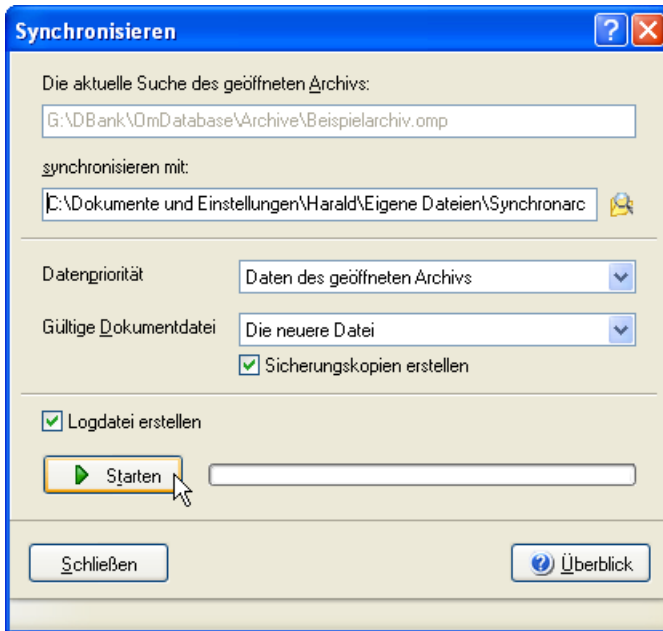 Synchronisieren
Die aktuelle Suche des geöffneten Archivs:
G:\DBank\OmDatabase\Archive\Beispielarchiv.omp
synchronisieren mit:
C:\Dokumente und Einstellungen\Harald\Eigene Dateien\Synchronarc
Datenpriorität
Daten des geöffneten Archivs
Gültige Dokumentdatei
Die neuere Datei
Sicherungskopien erstellen
Logdatei erstellen
Starten
Schließen
Überblick